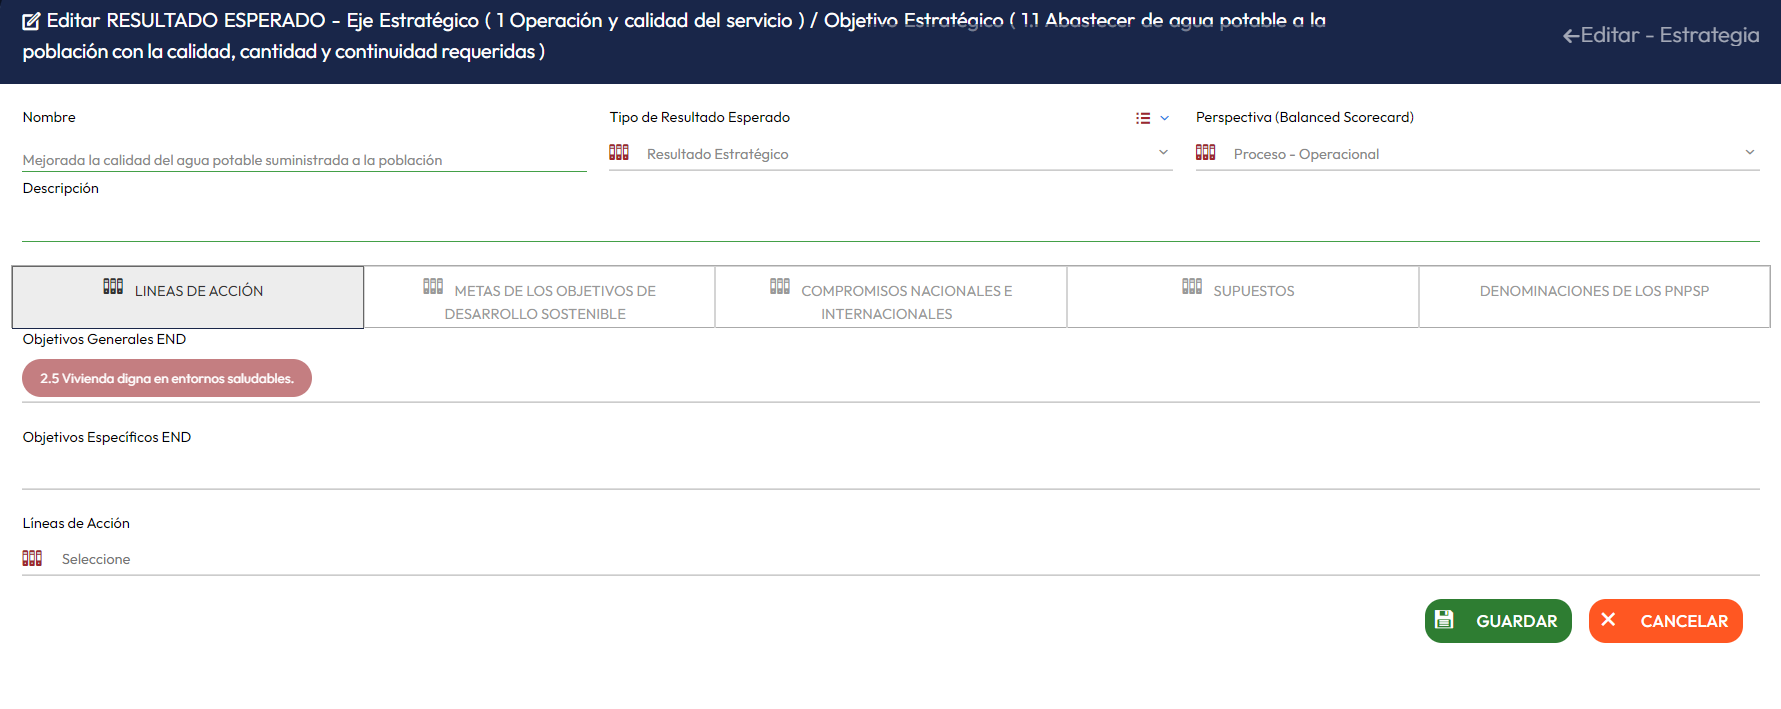 Editar RESULTADO ESPERADO - Eje Estratégico ( 1 Operación y calidad del servicio ) / Objetivo Estratégico ( 1.1 Abastecer de agua potable a la
población con la calidad, cantidad y continuidad requeridas )
Editar - Estrategia
Nombre
Mejorada la calidad del agua potable suministrada a la población
Tipo de Resultado Esperado
Resultado Estratégico
Perspectiva (Balanced Scorecard)
Proceso - Operacional
Descripción
LINEAS DE ACCIÓN
METAS DE LOS OBJETIVOS DE
DESARROLLO SOSTENIBLE
COMPROMISOS NACIONALES E
INTERNACIONALES
SUPUESTOS
DENOMINACIONES DE LOS PNPSP
Objetivos Generales END
2.5 Vivienda digna en entornos saludables.
Objetivos Específicos END
Líneas de Acción
Seleccione
GUARDAR
CANCELAR